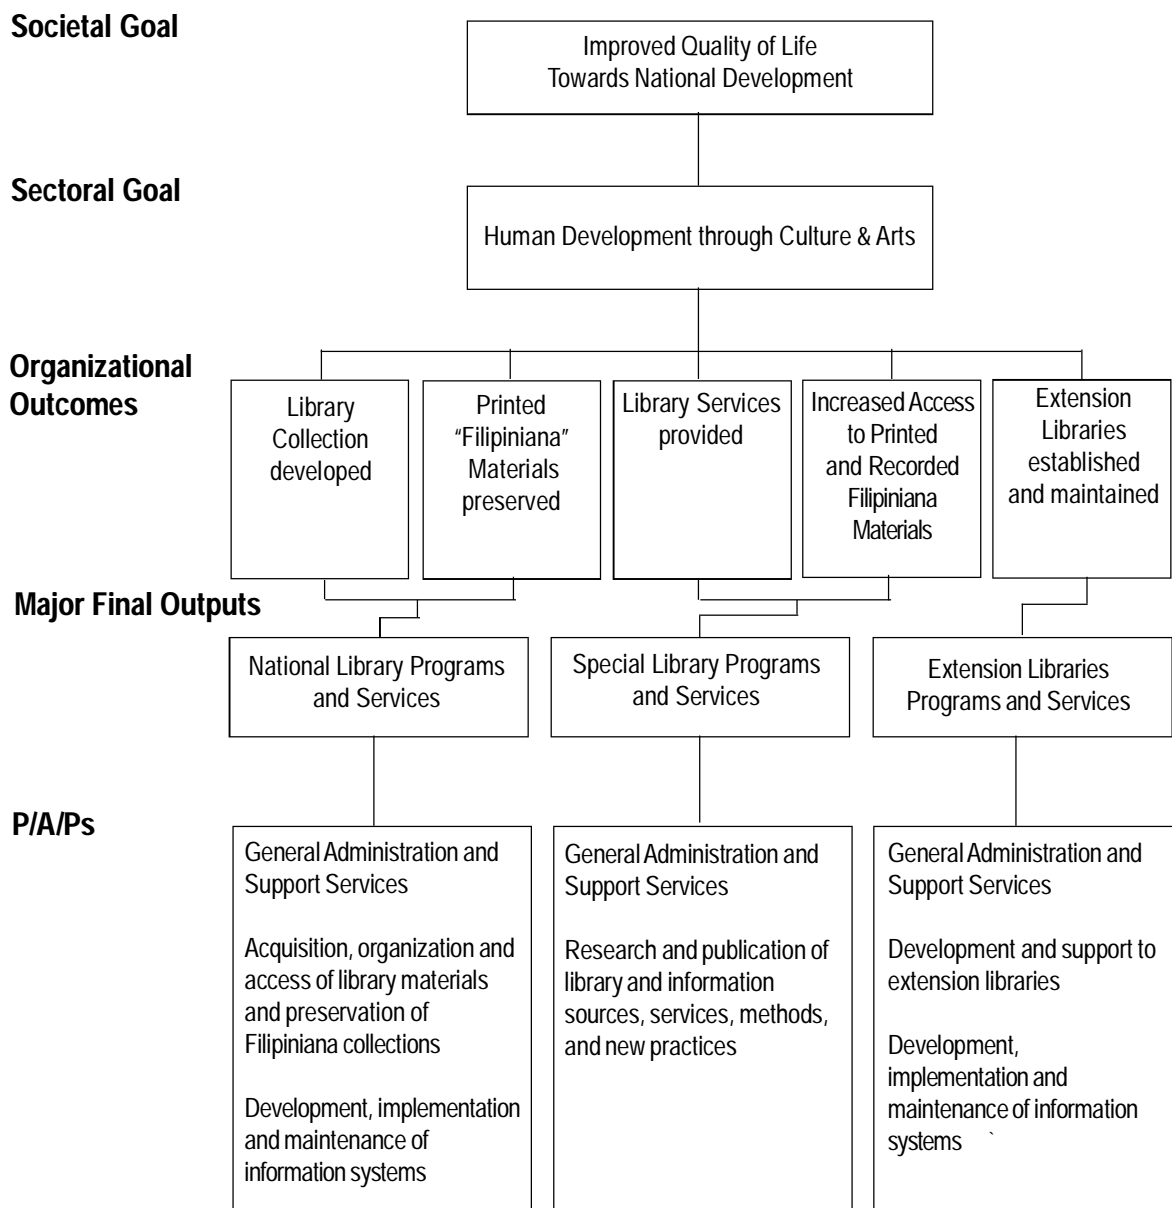 Societal Goal
Improved Quality of Life
Towards National Development
Sectoral Goal
Human Development through Culture & Arts
Organizational
Outcomes
Library
Collection
developed
Printed
“Filipiniana”
Materials
preserved
Library Services
provided
Increased Access
to Printed
and Recorded
Filipiniana
Materials
Extension
Libraries
established
and maintained
Major Final Outputs
National Library Programs
and Services
Special Library Programs
and Services
Extension Libraries
Programs and Services
P/A/Ps
General Administration and
Support Services
Acquisition, organization and
access of library materials
and preservation of
Filipiniana collections
Development, implementation
and maintenance of
information systems
General Administration and
Support Services
Research and publication of
library and information
sources, services, methods,
and new practices
General Administration and
Support Services
Development and support to
extension libraries
Development,
implementation and
maintenance of information
systems `